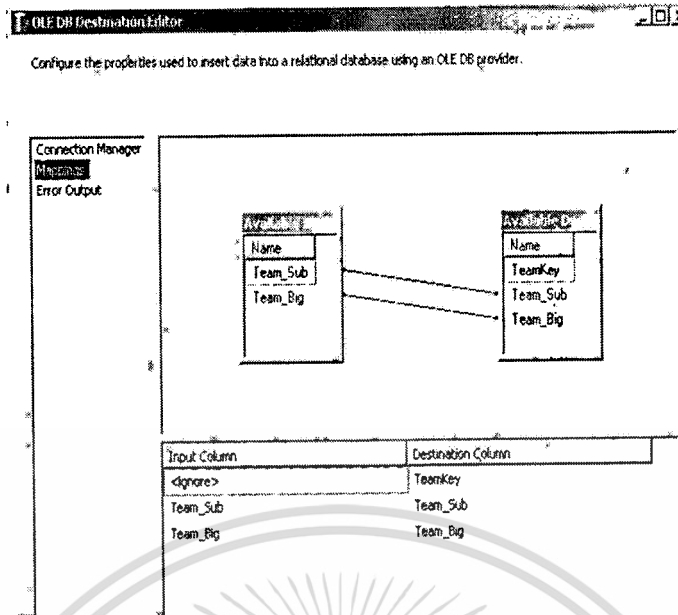 OLE DB Destination Editor
Configure the properties used to insert data into a relational database using an OLE DB provider.
Connection Manager
Mappings
Error Output
Available
Name
Team_Sub
Team_Big
Available D
Name
TeamKey
Team_Sub
Team_Big
Input Column
Destination Column
<Ignore>
TeamKey
Team_Sub
Team_Sub
Team_Big
Team_Big